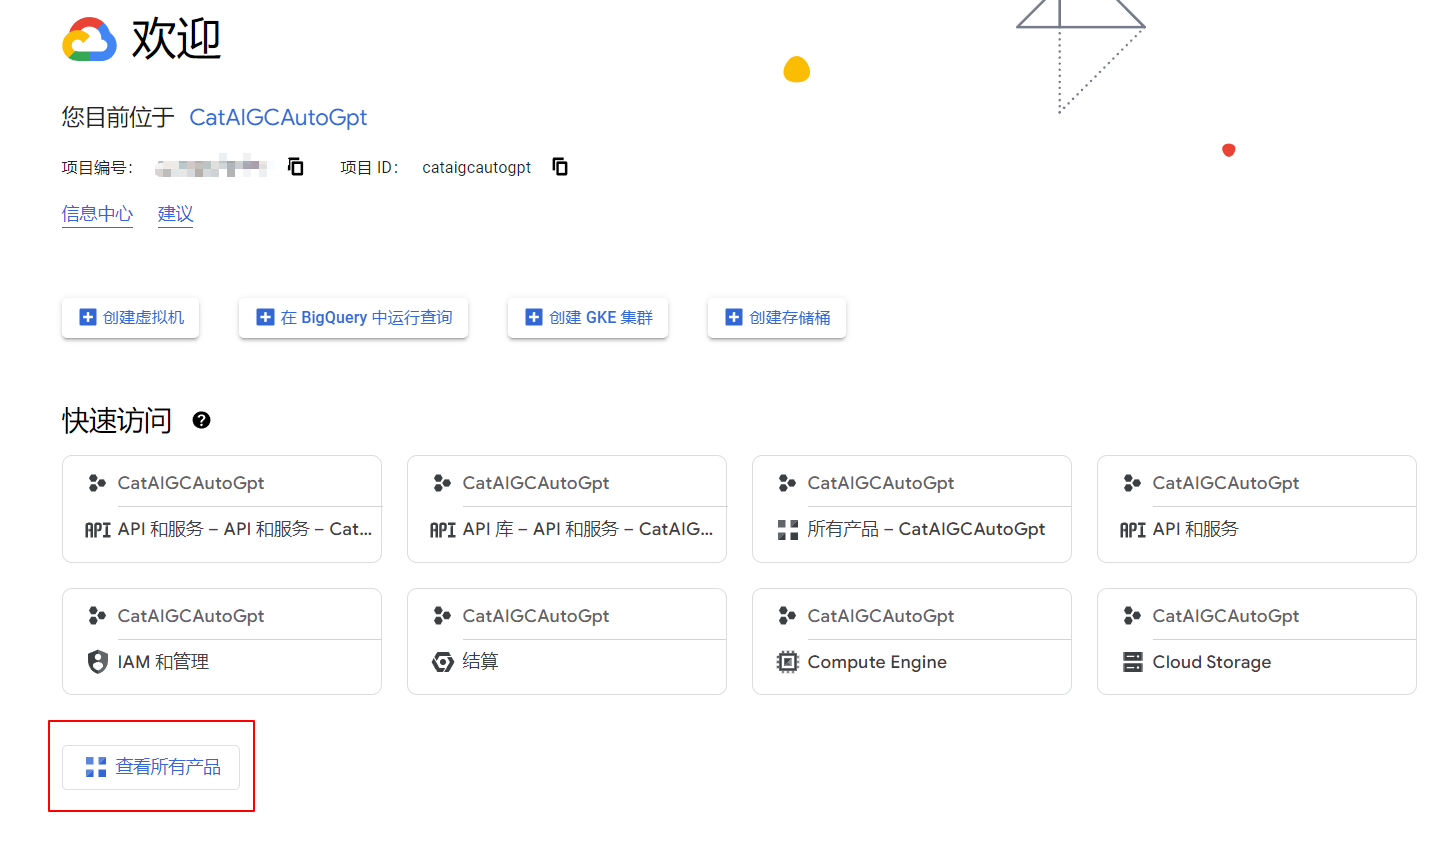 欢迎
您目前位于 CatAIGCAutoGpt
项目编号： 项目 ID： cataigcautogpt
信息中心 建议
创建虚拟机 在 BigQuery 中运行查询 创建 GKE 集群 创建存储桶
快速访问 ?
CatAIGCAutoGpt CatAIGCAutoGpt CatAIGCAutoGpt CatAIGCAutoGpt
API API 和服务 – API 和服务 – Cat... API API 库 – API 和服务 – CatAIG... 所有产品 – CatAIGCAutoGpt API API 和服务
CatAIGCAutoGpt CatAIGCAutoGpt CatAIGCAutoGpt CatAIGCAutoGpt
IAM 和管理 结算 Compute Engine Cloud Storage
查看所有产品